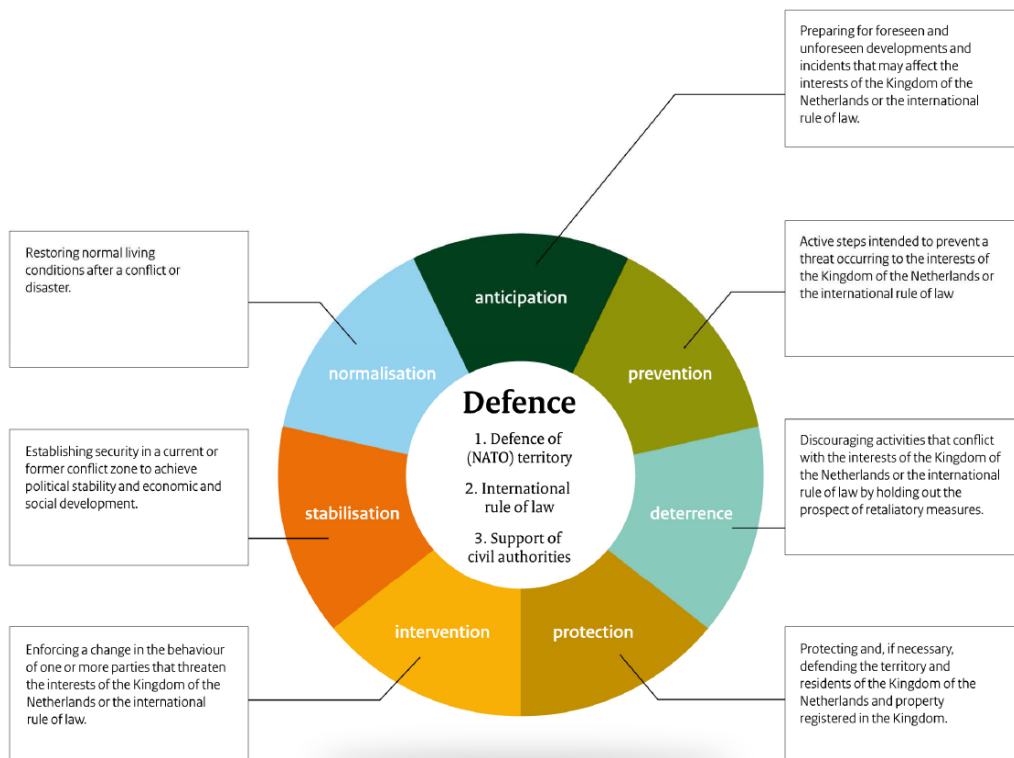 Preparing for foreseen and
unforeseen developments and
incidents that may affect the
interests of the Kingdom of the
Netherlands or the international
rule of law.
Restoring normal living
conditions after a conflict or
disaster.
Active steps intended to prevent a
threat occurring to the interests of
the Kingdom of the Netherlands or
the international rule of law
anticipation
normalisation
prevention
Defence
1. Defence of
(NATO) territory
2. International
rule of law
3. Support of
civil authorities
Establishing security in a current or
former conflict zone to achieve
political stability and economic and
social development.
Discouraging activities that conflict
with the interests of the Kingdom of
the Netherlands or the international
rule of law by holding out the
prospect of retaliatory measures.
stabilisation
deterrence
intervention
protection
Enforcing a change in the behaviour
of one or more parties that threaten
the interests of the Kingdom of the
Netherlands or the international
rule of law.
Protecting and, if necessary,
defending the territory and
residents of the Kingdom of the
Netherlands and property
registered in the Kingdom.